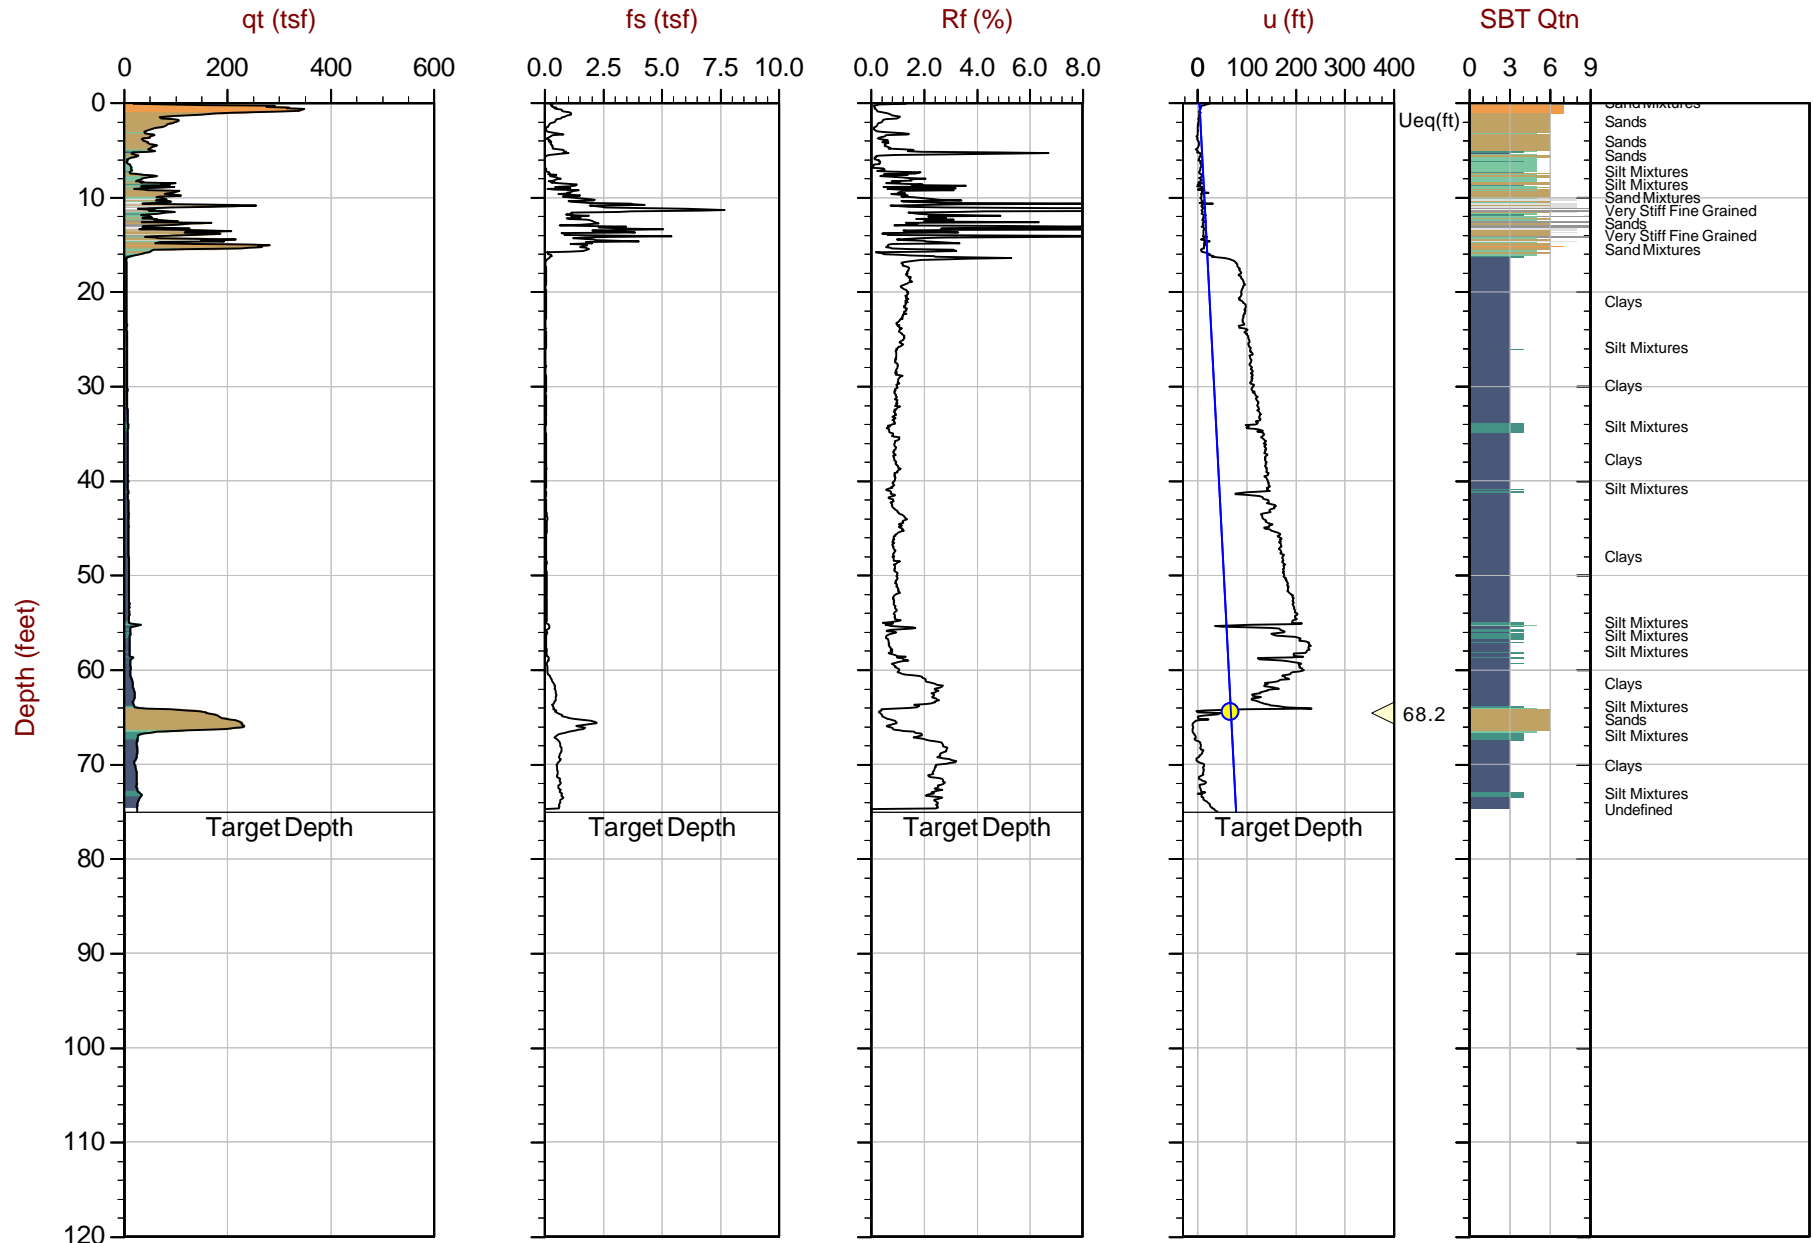 qt (tsf)
fs (tsf)
Rf (%)
u (ft)
SBT Qtn
0 200 400 600
0.0 2.5 5.0 7.5 10.0
0.0 2.0 4.0 6.0 8.0
0 100 200 300 400
0 3 6 9
Depth (feet)
0
10
20
30
40
50
60
70
80
90
100
110
120
Ueq(ft)
68.2
Target Depth
Target Depth
Target Depth
Target Depth
Sand Mixtures
Sands
Sands
Sands
Silt Mixtures
Silt Mixtures
Sand Mixtures
Very Stiff Fine Grained
Sands
Very Stiff Fine Grained
Sand Mixtures
Clays
Silt Mixtures
Clays
Silt Mixtures
Clays
Silt Mixtures
Clays
Silt Mixtures
Silt Mixtures
Silt Mixtures
Clays
Silt Mixtures
Sands
Silt Mixtures
Clays
Silt Mixtures
Undefined